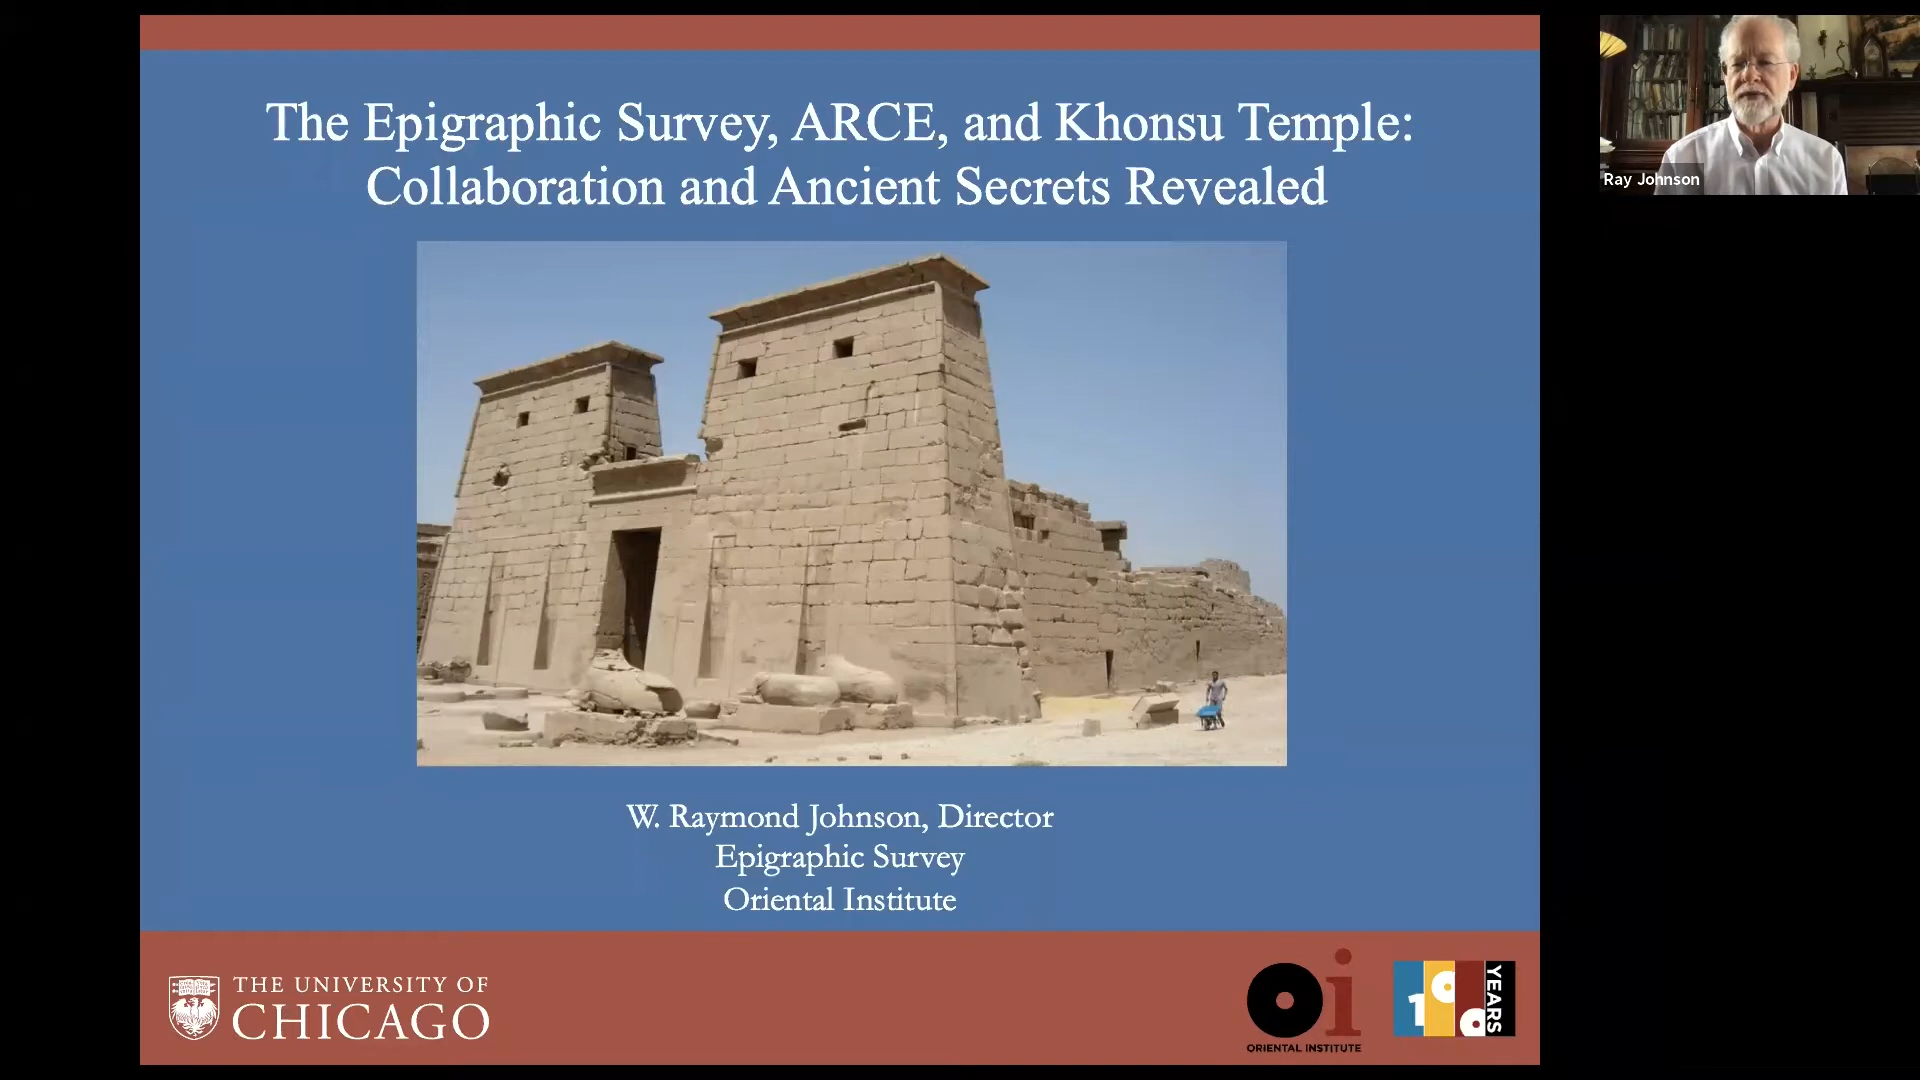 The Epigraphic Survey, ARCE, and Khonsu Temple:
Collaboration and Ancient Secrets Revealed
W. Raymond Johnson, Director
Epigraphic Survey
Oriental Institute
THE UNIVERSITY OF
CHICAGO
oi
ORIENTAL INSTITUTE
100
YEARS
Ray Johnson